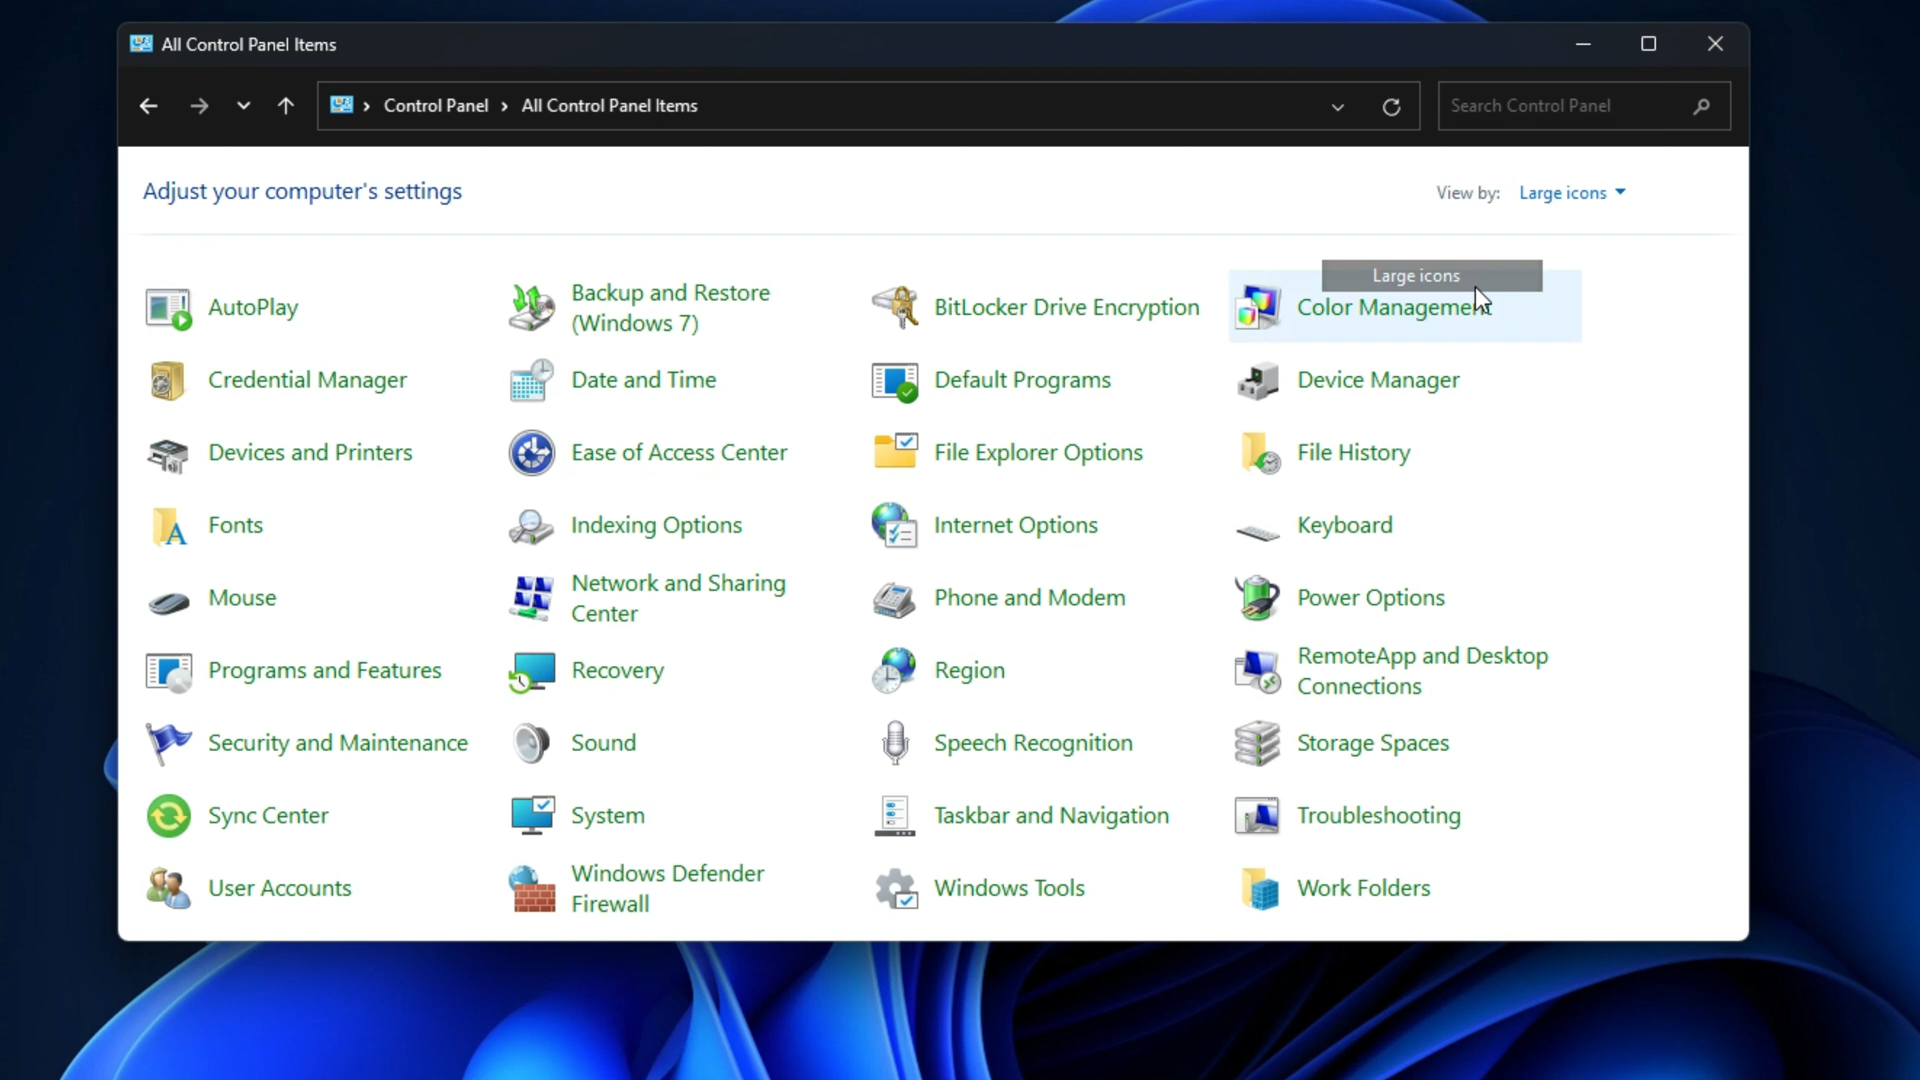 All Control Panel Items
Control Panel > All Control Panel Items
Search Control Panel
Adjust your computer's settings
View by: Large icons
Large icons
AutoPlay
Backup and Restore
(Windows 7)
BitLocker Drive Encryption
Color Management
Credential Manager
Date and Time
Default Programs
Device Manager
Devices and Printers
Ease of Access Center
File Explorer Options
File History
Fonts
Indexing Options
Internet Options
Keyboard
Mouse
Network and Sharing
Center
Phone and Modem
Power Options
Programs and Features
Recovery
Region
RemoteApp and Desktop
Connections
Security and Maintenance
Sound
Speech Recognition
Storage Spaces
Sync Center
System
Taskbar and Navigation
Troubleshooting
User Accounts
Windows Defender
Firewall
Windows Tools
Work Folders